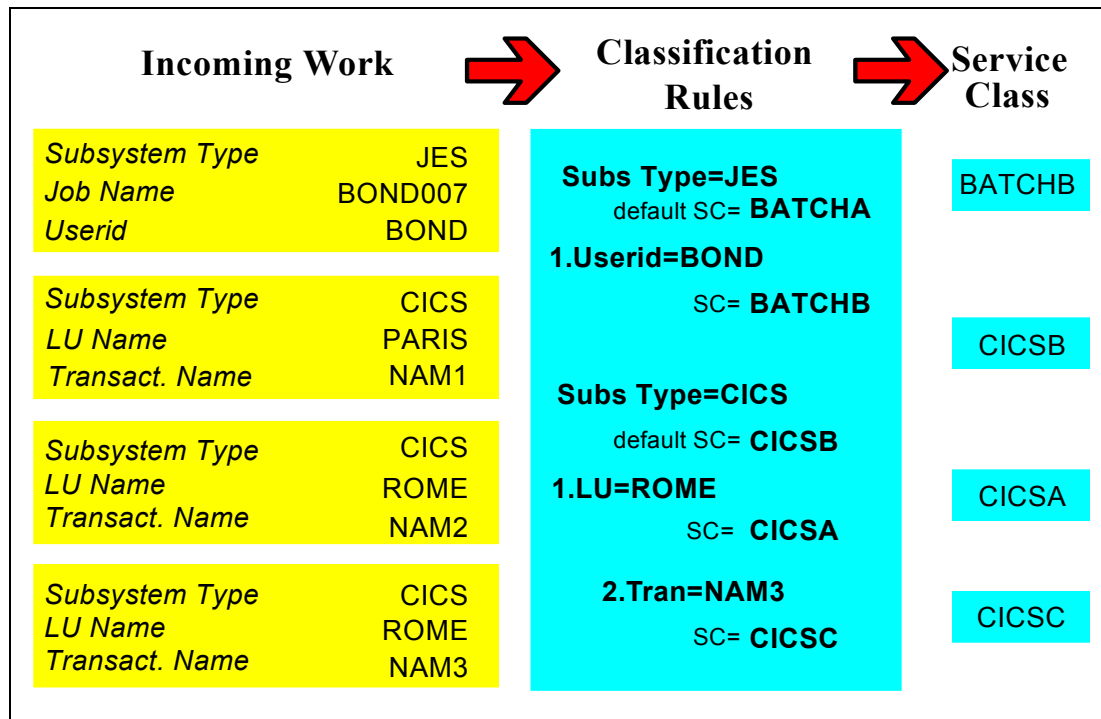 Incoming Work
Classification
Rules
Service
Class
Subsystem Type JES
Job Name BOND007
Userid BOND
Subsystem Type CICS
LU Name PARIS
Transact. Name NAM1
Subsystem Type CICS
LU Name ROME
Transact. Name NAM2
Subsystem Type CICS
LU Name ROME
Transact. Name NAM3
Subs Type=JES
default SC= BATCHA
1.Userid=BOND
SC= BATCHB
Subs Type=CICS
default SC= CICSB
1.LU=ROME
SC= CICSA
2.Tran=NAM3
SC= CICSC
BATCHB
CICSB
CICSA
CICSC